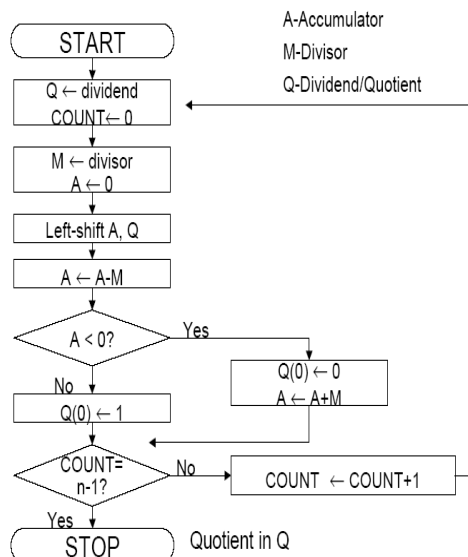 START
A-Accumulator
M-Divisor
Q-Dividend/Quotient
Q ← dividend
COUNT← 0
M ← divisor
A ← 0
Left-shift A, Q
A ← A-M
A < 0?
Yes
No
Q(0) ← 0
A ← A+M
Q(0) ← 1
COUNT=
n-1?
No
COUNT ← COUNT+1
Yes
STOP
Quotient in Q